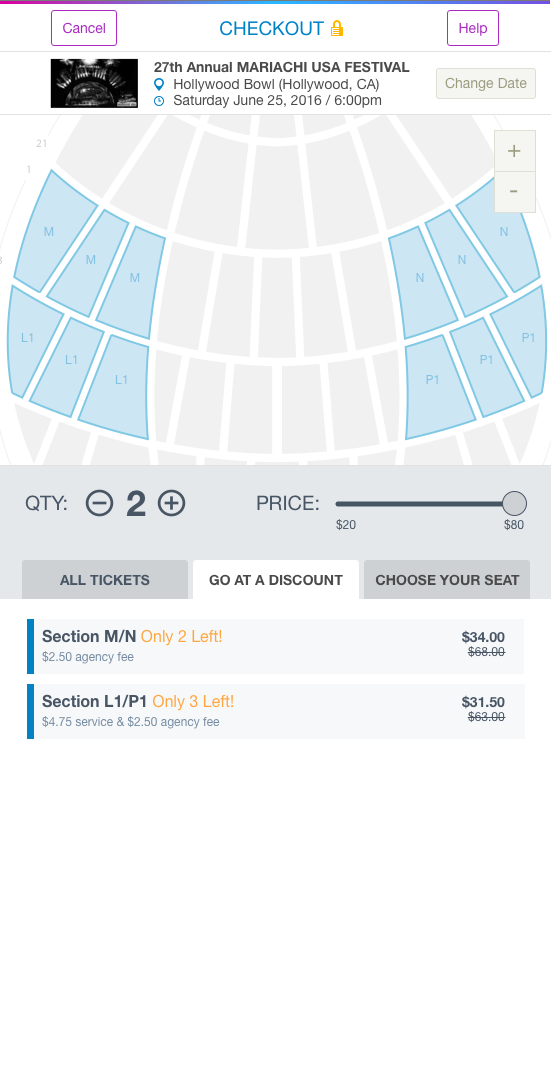 Cancel
CHECKOUT
Help
27th Annual MARIACHI USA FESTIVAL
Hollywood Bowl (Hollywood, CA)
Saturday June 25, 2016 / 6:00pm
Change Date
21
1
+
-
M
M
M
N
N
N
L1
L1
L1
P1
P1
P1
QTY:
2
PRICE:
$20
$80
ALL TICKETS
GO AT A DISCOUNT
CHOOSE YOUR SEAT
Section M/N Only 2 Left!
$34.00
$2.50 agency fee
$68.00
Section L1/P1 Only 3 Left!
$31.50
$4.75 service & $2.50 agency fee
$63.00